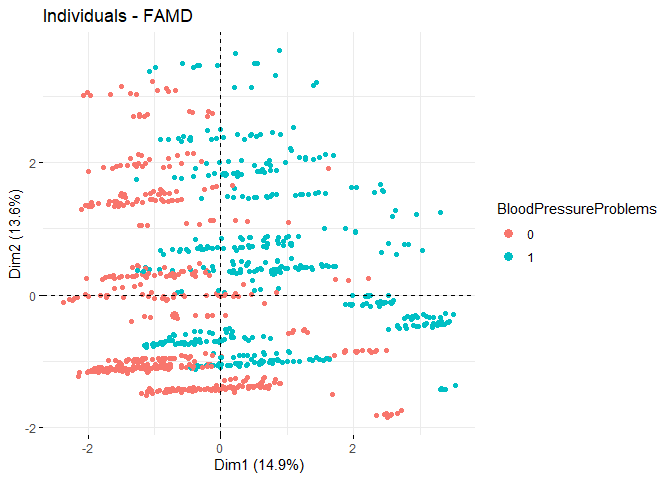 Individuals - FAMD
Dim2 (13.6%)
2
0
-2
-2
0
2
Dim1 (14.9%)
BloodPressureProblems
0
1